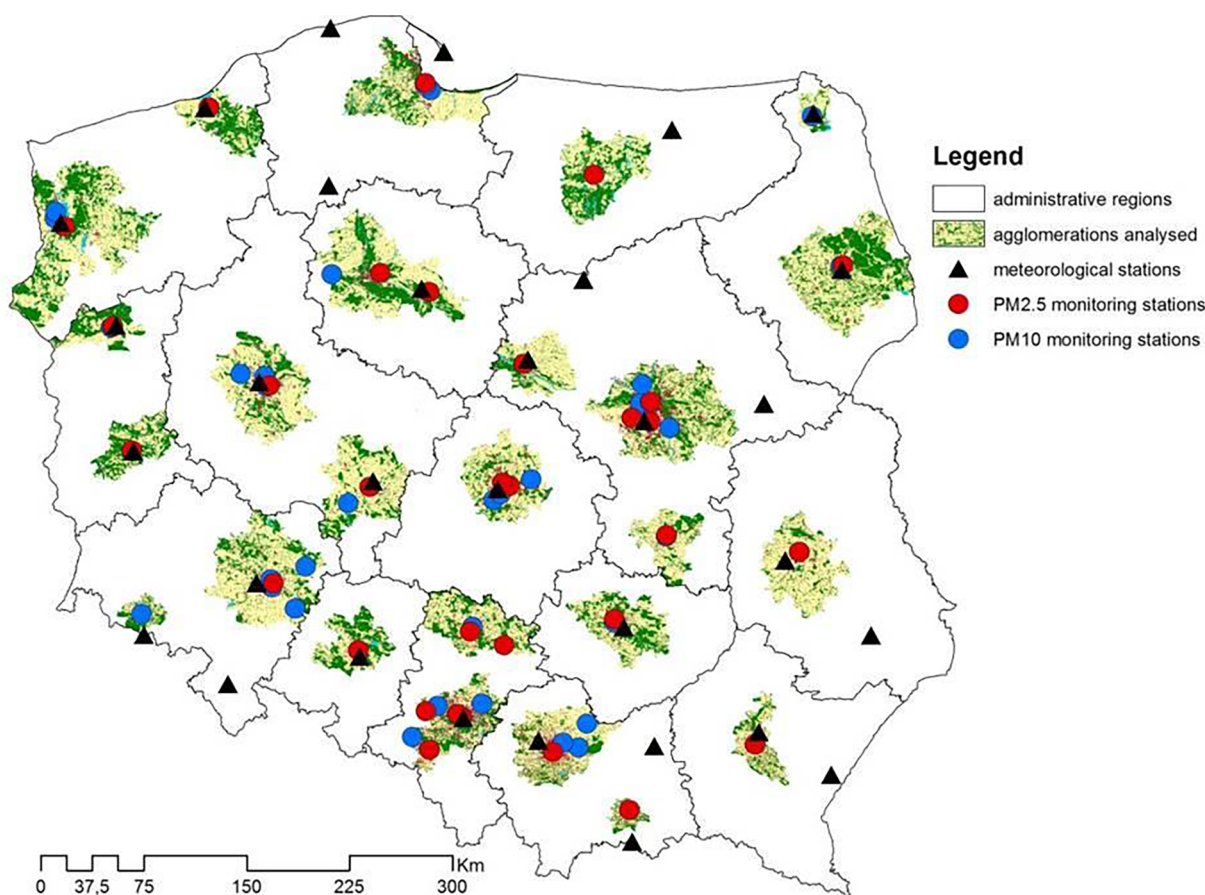 Legend
administrative regions
agglomerations analysed
meteorological stations
PM2.5 monitoring stations
PM10 monitoring stations
Km
0 37,5 75 150 225 300